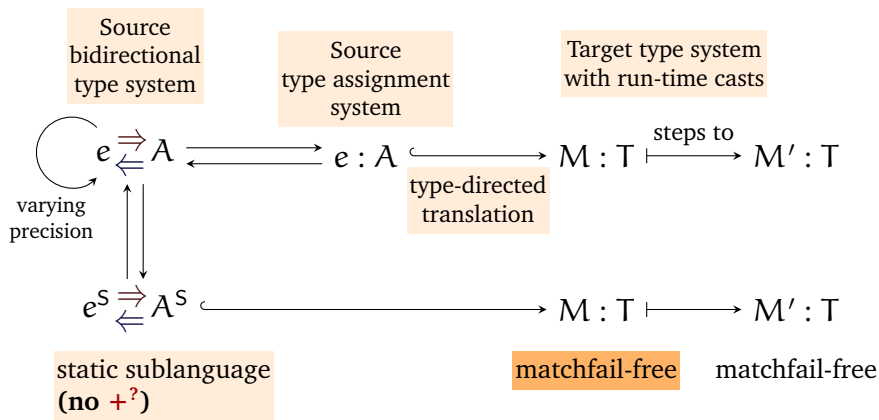 Source
bidirectional
type system
Source
type assignment
system
Target type system
with run-time casts
e ⇒ ⇐ A
e : A
M : T
steps to
M′ : T
type-directed
translation
varying
precision
eˢ ⇒ ⇐ Aˢ
M : T
M′ : T
static sublanguage
(no +?)
matchfail-free
matchfail-free